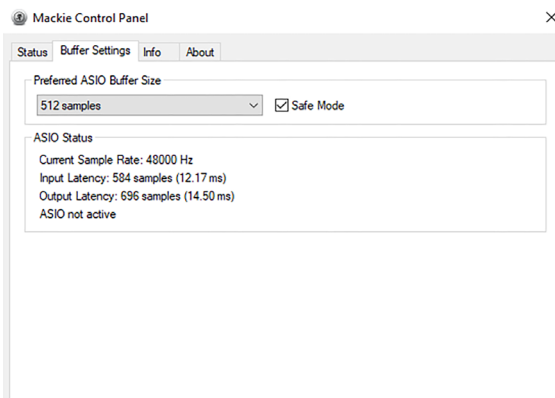 Mackie Control Panel
Status Buffer Settings Info About
Preferred ASIO Buffer Size
512 samples Safe Mode
ASIO Status
Current Sample Rate: 48000 Hz
Input Latency: 584 samples (12.17 ms)
Output Latency: 696 samples (14.50 ms)
ASIO not active